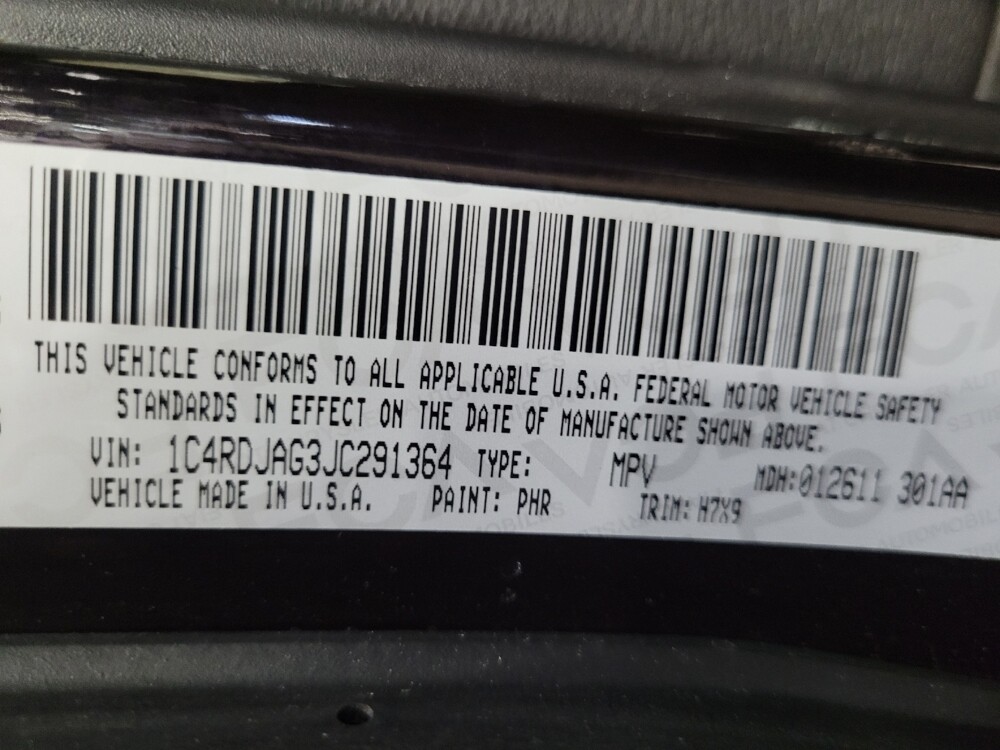 THIS VEHICLE CONFORMS TO ALL APPLICABLE U.S.A. FEDERAL MOTOR VEHICLE SAFETY
STANDARDS IN EFFECT ON THE DATE OF MANUFACTURE SHOWN ABOVE.
VIN: 1C4RDJAG3JC291364 TYPE: MPV MDH:012611 301AA
VEHICLE MADE IN U.S.A. PAINT: PHR TRIM: H7X9